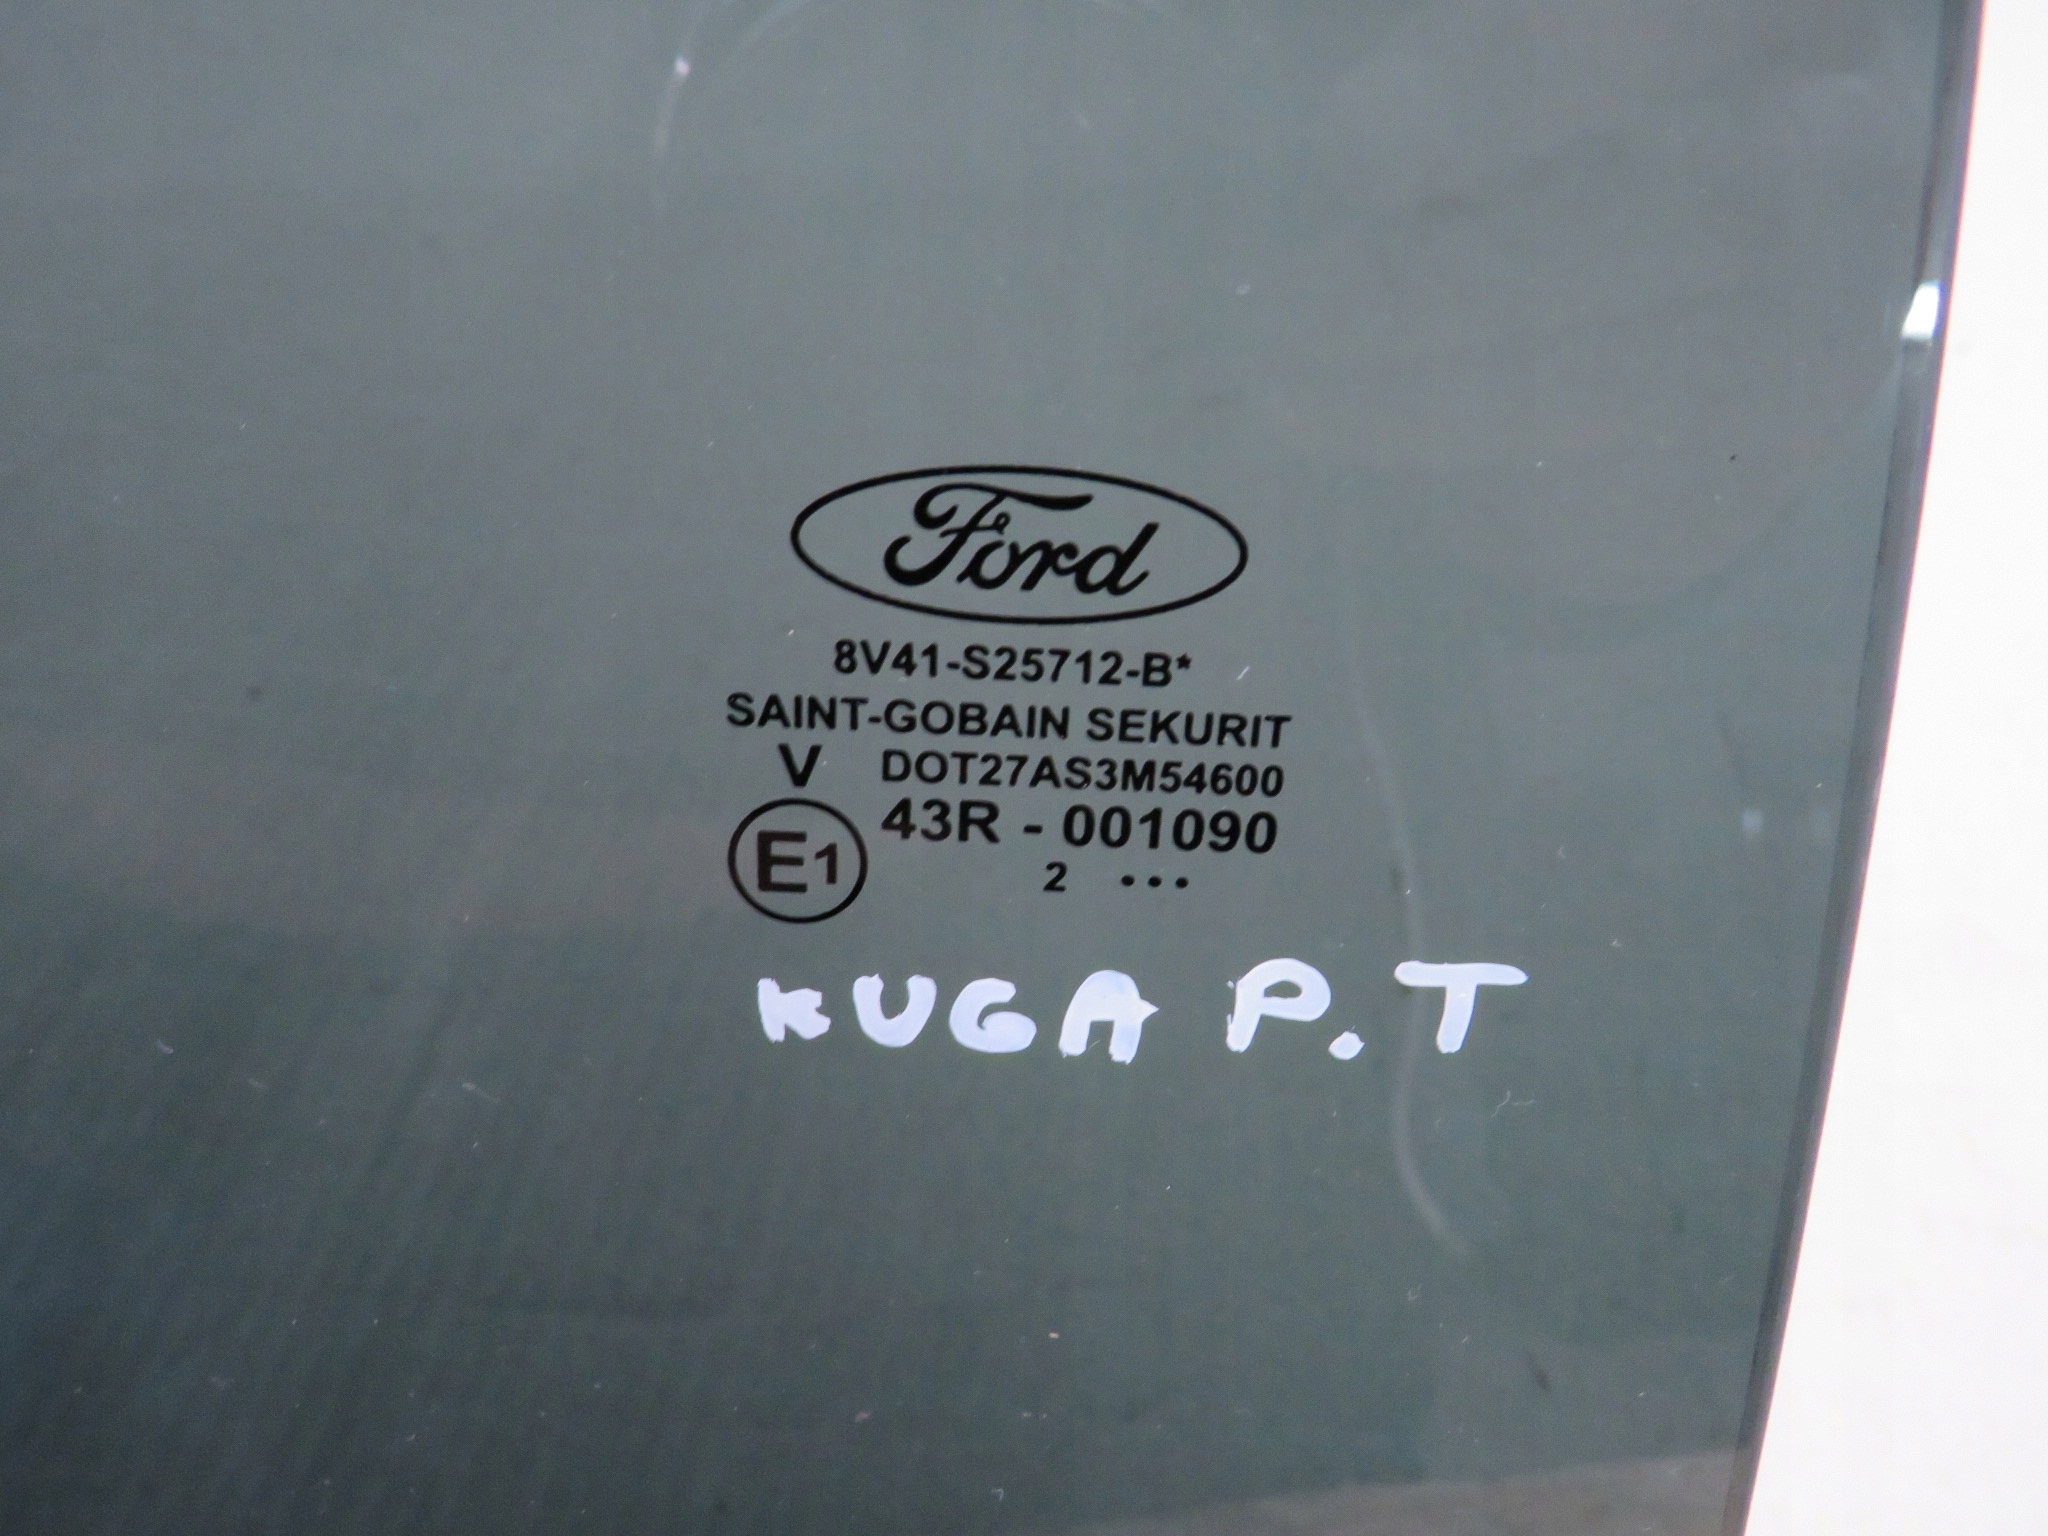 Ford
8V41-S25712-B*
SAINT-GOBAIN SEKURIT
V DOT27AS3M54600
E1 43R - 001090
2 ...
KUGA P.T